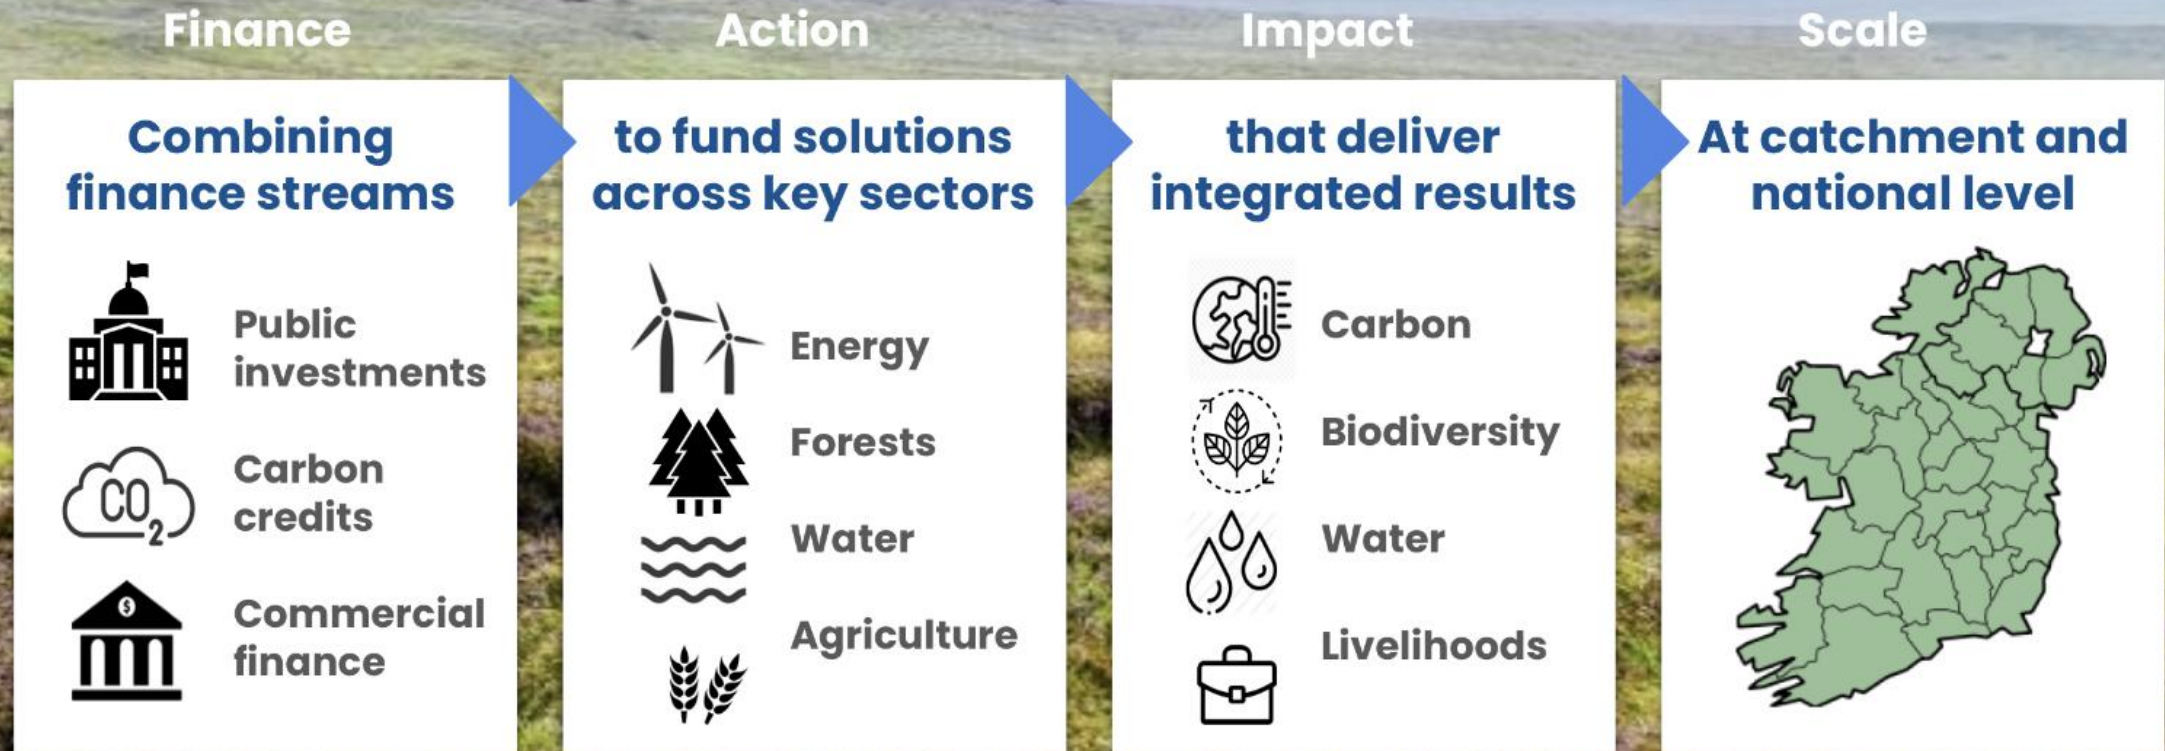 Finance
Combining
finance streams
Public
investments
CO2
Carbon
credits
$
Commercial
finance
Action
to fund solutions
across key sectors
Energy
Forests
Water
Agriculture
Impact
that deliver
integrated results
Carbon
Biodiversity
Water
Livelihoods
Scale
At catchment and
national level